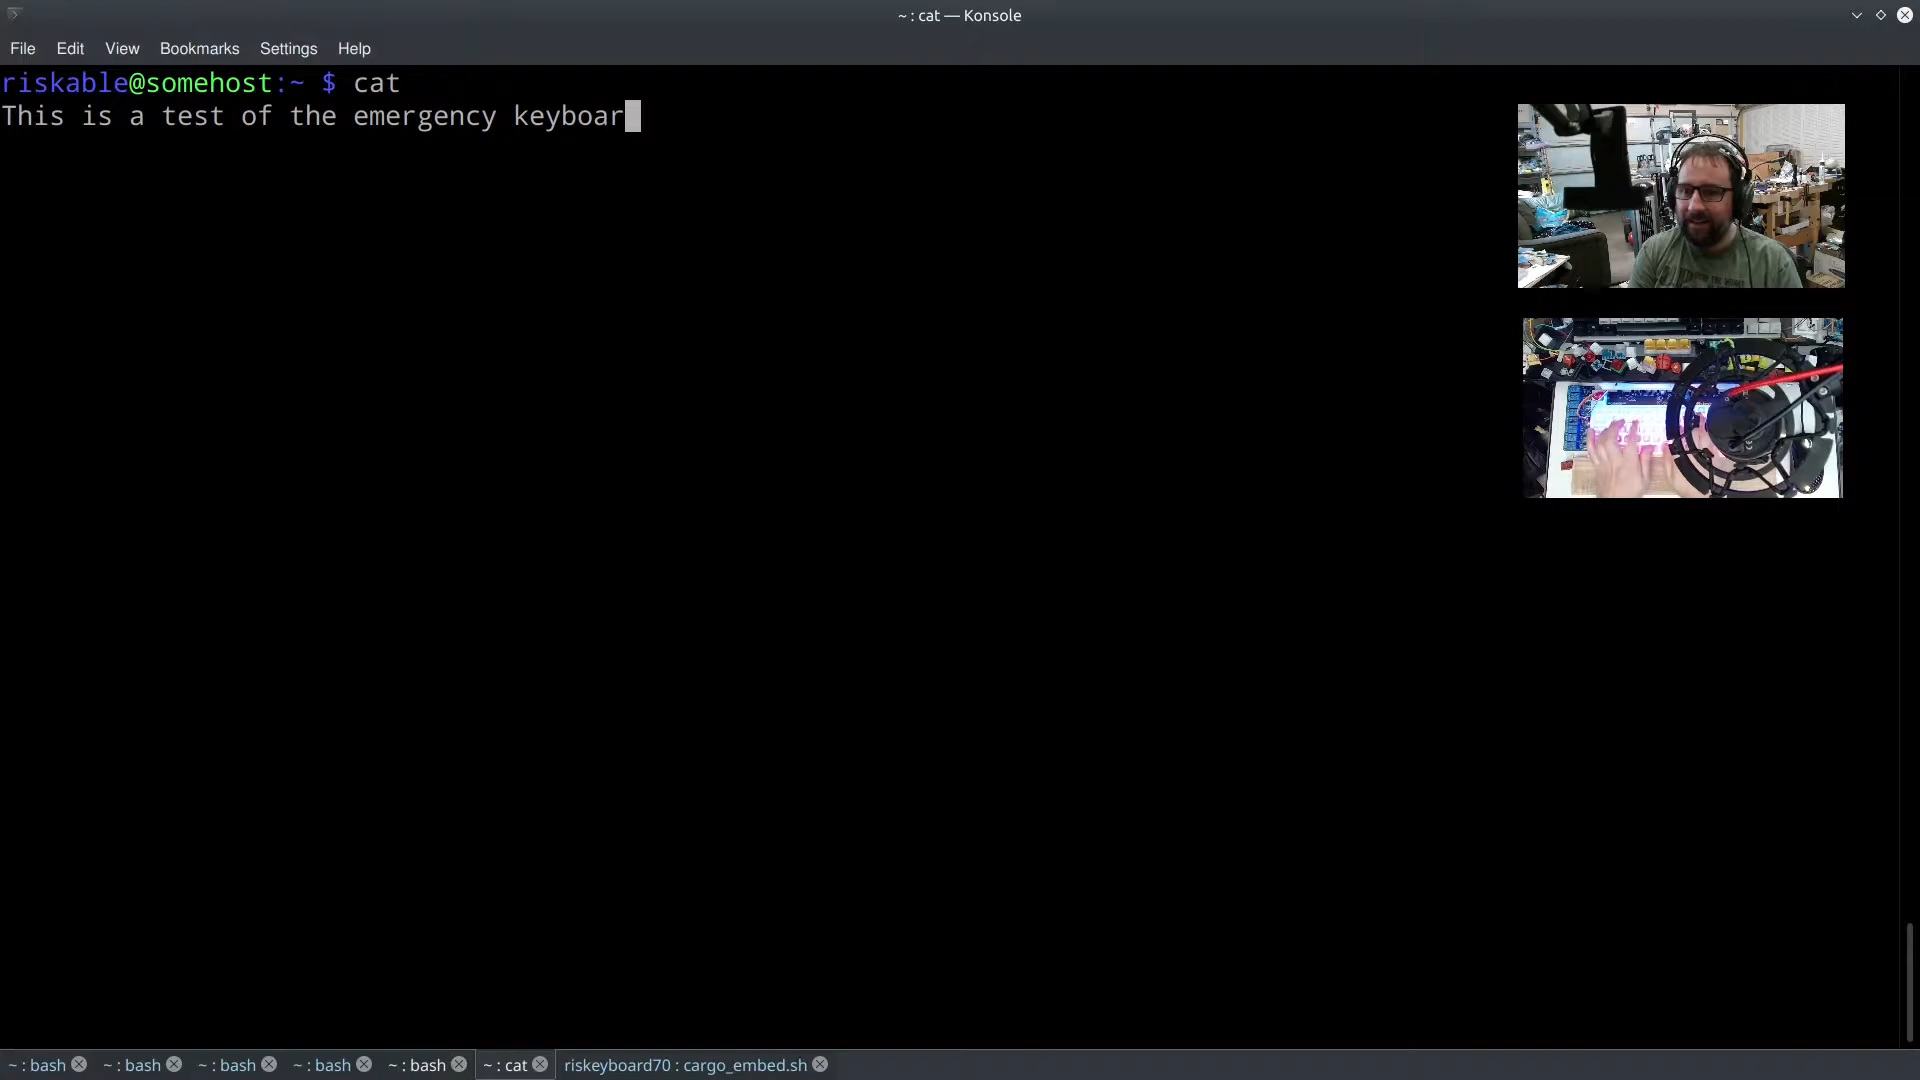 ~ : cat — Konsole
File Edit View Bookmarks Settings Help
riskable@somehost:~ $ cat
This is a test of the emergency keyboar
~ : bash ~ : bash ~ : bash ~ : bash ~ : bash ~ : cat riskeyboard70 : cargo_embed.sh